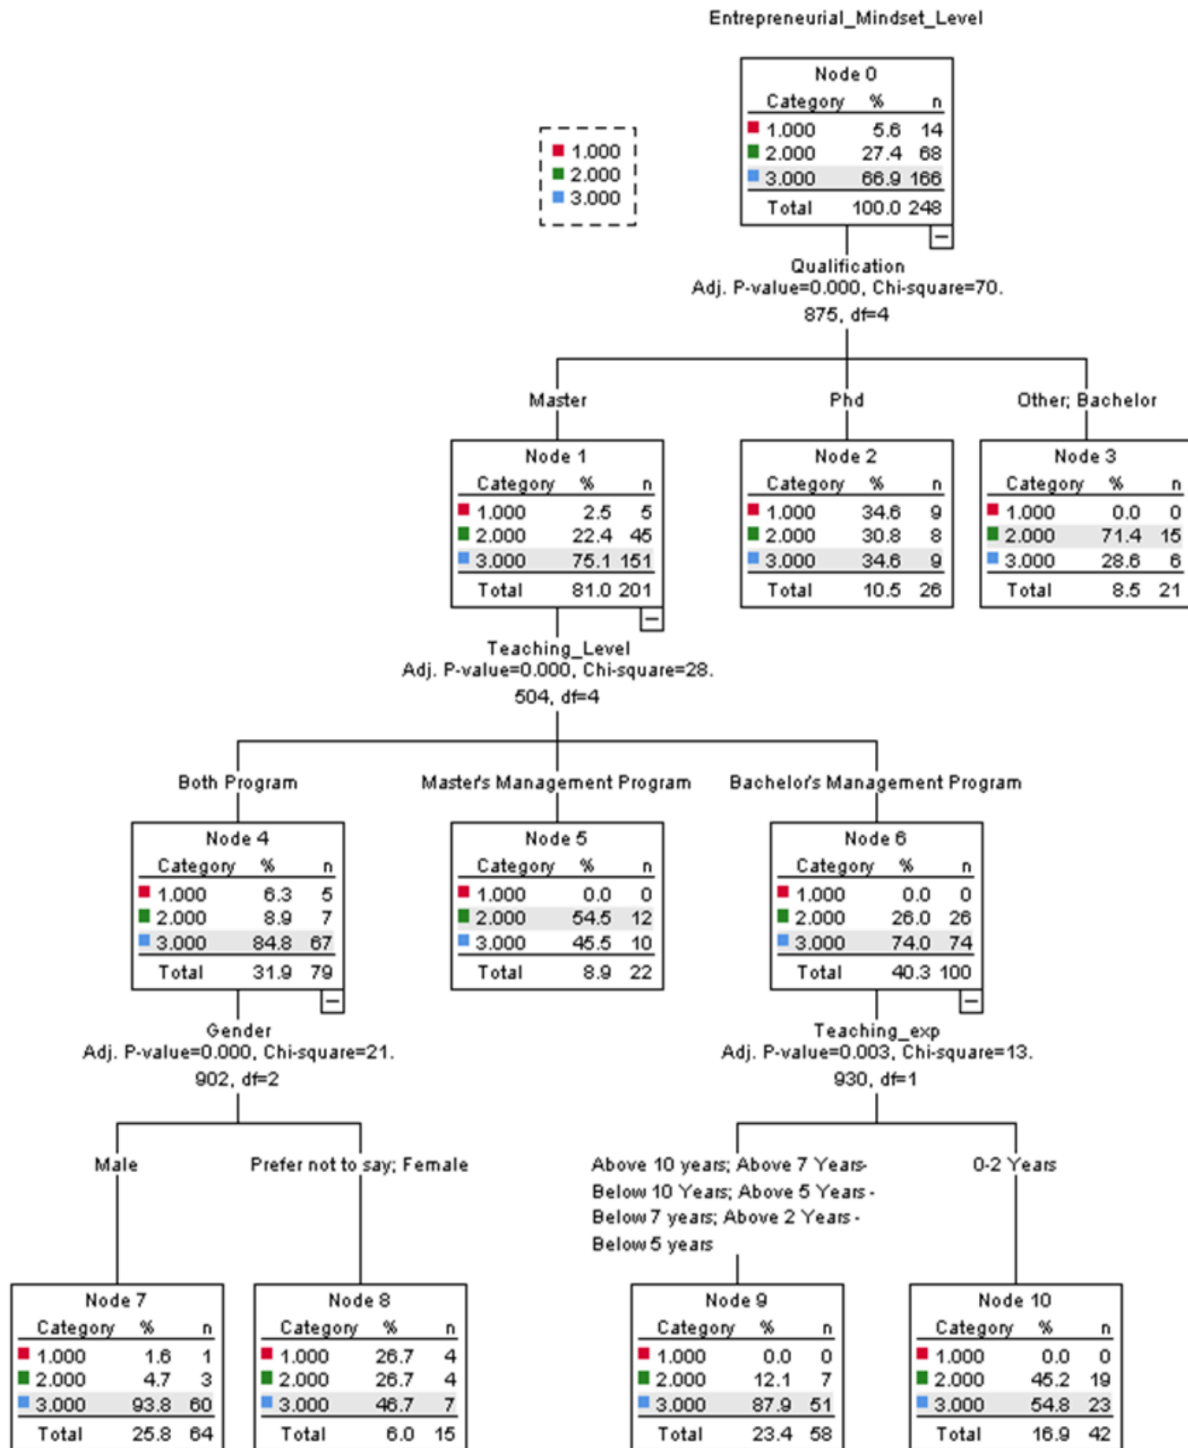 Entrepreneurial_Mindset_Level
Node 0
Category % n
1.000 5.6 14
2.000 27.4 68
3.000 66.9 166
Total 100.0 248
1.000
2.000
3.000
Qualification
Adj. P-value=0.000, Chi-square=70.
875, df=4
Master
Phd
Other; Bachelor
Node 1
Category % n
1.000 2.5 5
2.000 22.4 45
3.000 75.1 151
Total 81.0 201
Node 2
Category % n
1.000 34.6 9
2.000 30.8 8
3.000 34.6 9
Total 10.5 26
Node 3
Category % n
1.000 0.0 0
2.000 71.4 15
3.000 28.6 6
Total 8.5 21
Teaching_Level
Adj. P-value=0.000, Chi-square=28.
504, df=4
Both Program
Master's Management Program
Bachelor's Management Program
Node 4
Category % n
1.000 6.3 5
2.000 8.9 7
3.000 84.8 67
Total 31.9 79
Node 5
Category % n
1.000 0.0 0
2.000 54.5 12
3.000 45.5 10
Total 8.9 22
Node 6
Category % n
1.000 0.0 0
2.000 26.0 26
3.000 74.0 74
Total 40.3 100
Gender
Adj. P-value=0.000, Chi-square=21.
902, df=2
Teaching_exp
Adj. P-value=0.003, Chi-square=13.
930, df=1
Male
Prefer not to say; Female
Above 10 years; Above 7 Years-
Below 10 Years; Above 5 Years -
Below 7 years; Above 2 Years -
Below 5 years
0-2 Years
Node 7
Category % n
1.000 1.6 1
2.000 4.7 3
3.000 93.8 60
Total 25.8 64
Node 8
Category % n
1.000 26.7 4
2.000 26.7 4
3.000 46.7 7
Total 6.0 15
Node 9
Category % n
1.000 0.0 0
2.000 12.1 7
3.000 87.9 51
Total 23.4 58
Node 10
Category % n
1.000 0.0 0
2.000 45.2 19
3.000 54.8 23
Total 16.9 42